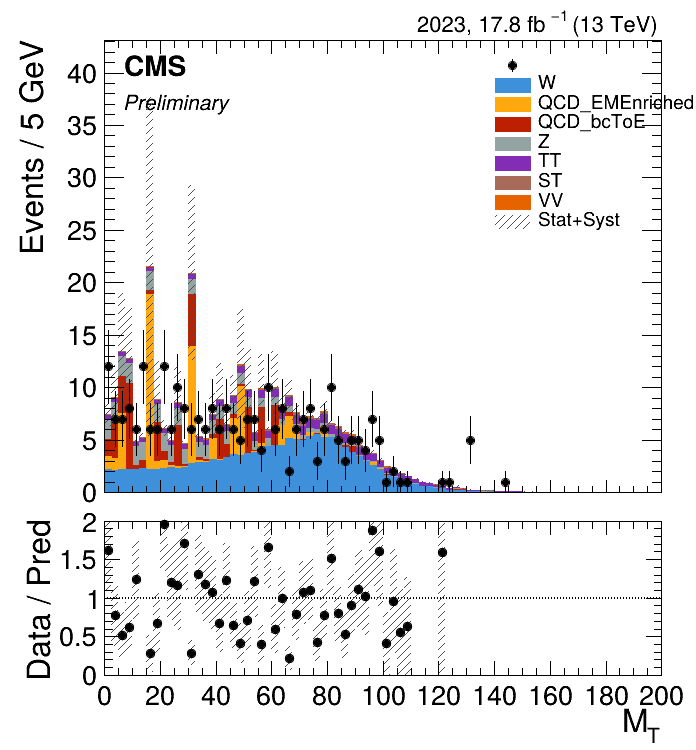 2023, 17.8 fb⁻¹ (13 TeV)
CMS
Preliminary
W
QCD_EMEnriched
QCD_bcToE
Z
TT
ST
VV
Stat+Syst
Events / 5 GeV
40
35
30
25
20
15
10
5
0
Data / Pred
2
1.5
1
0.5
0
0 20 40 60 80 100 120 140 160 180 200
M_T